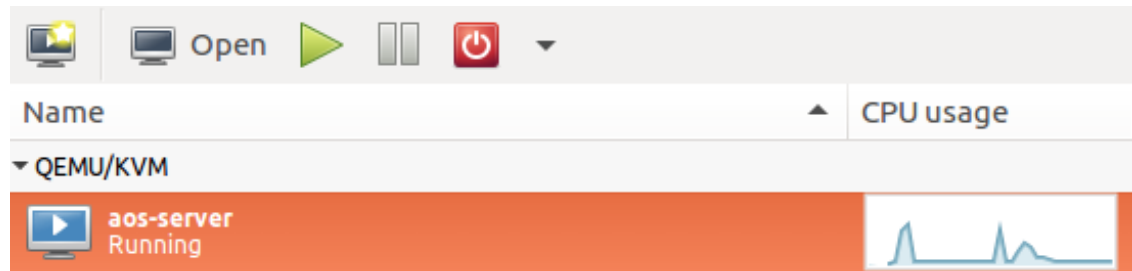 Open
Name CPU usage
QEMU/KVM
aos-server
Running